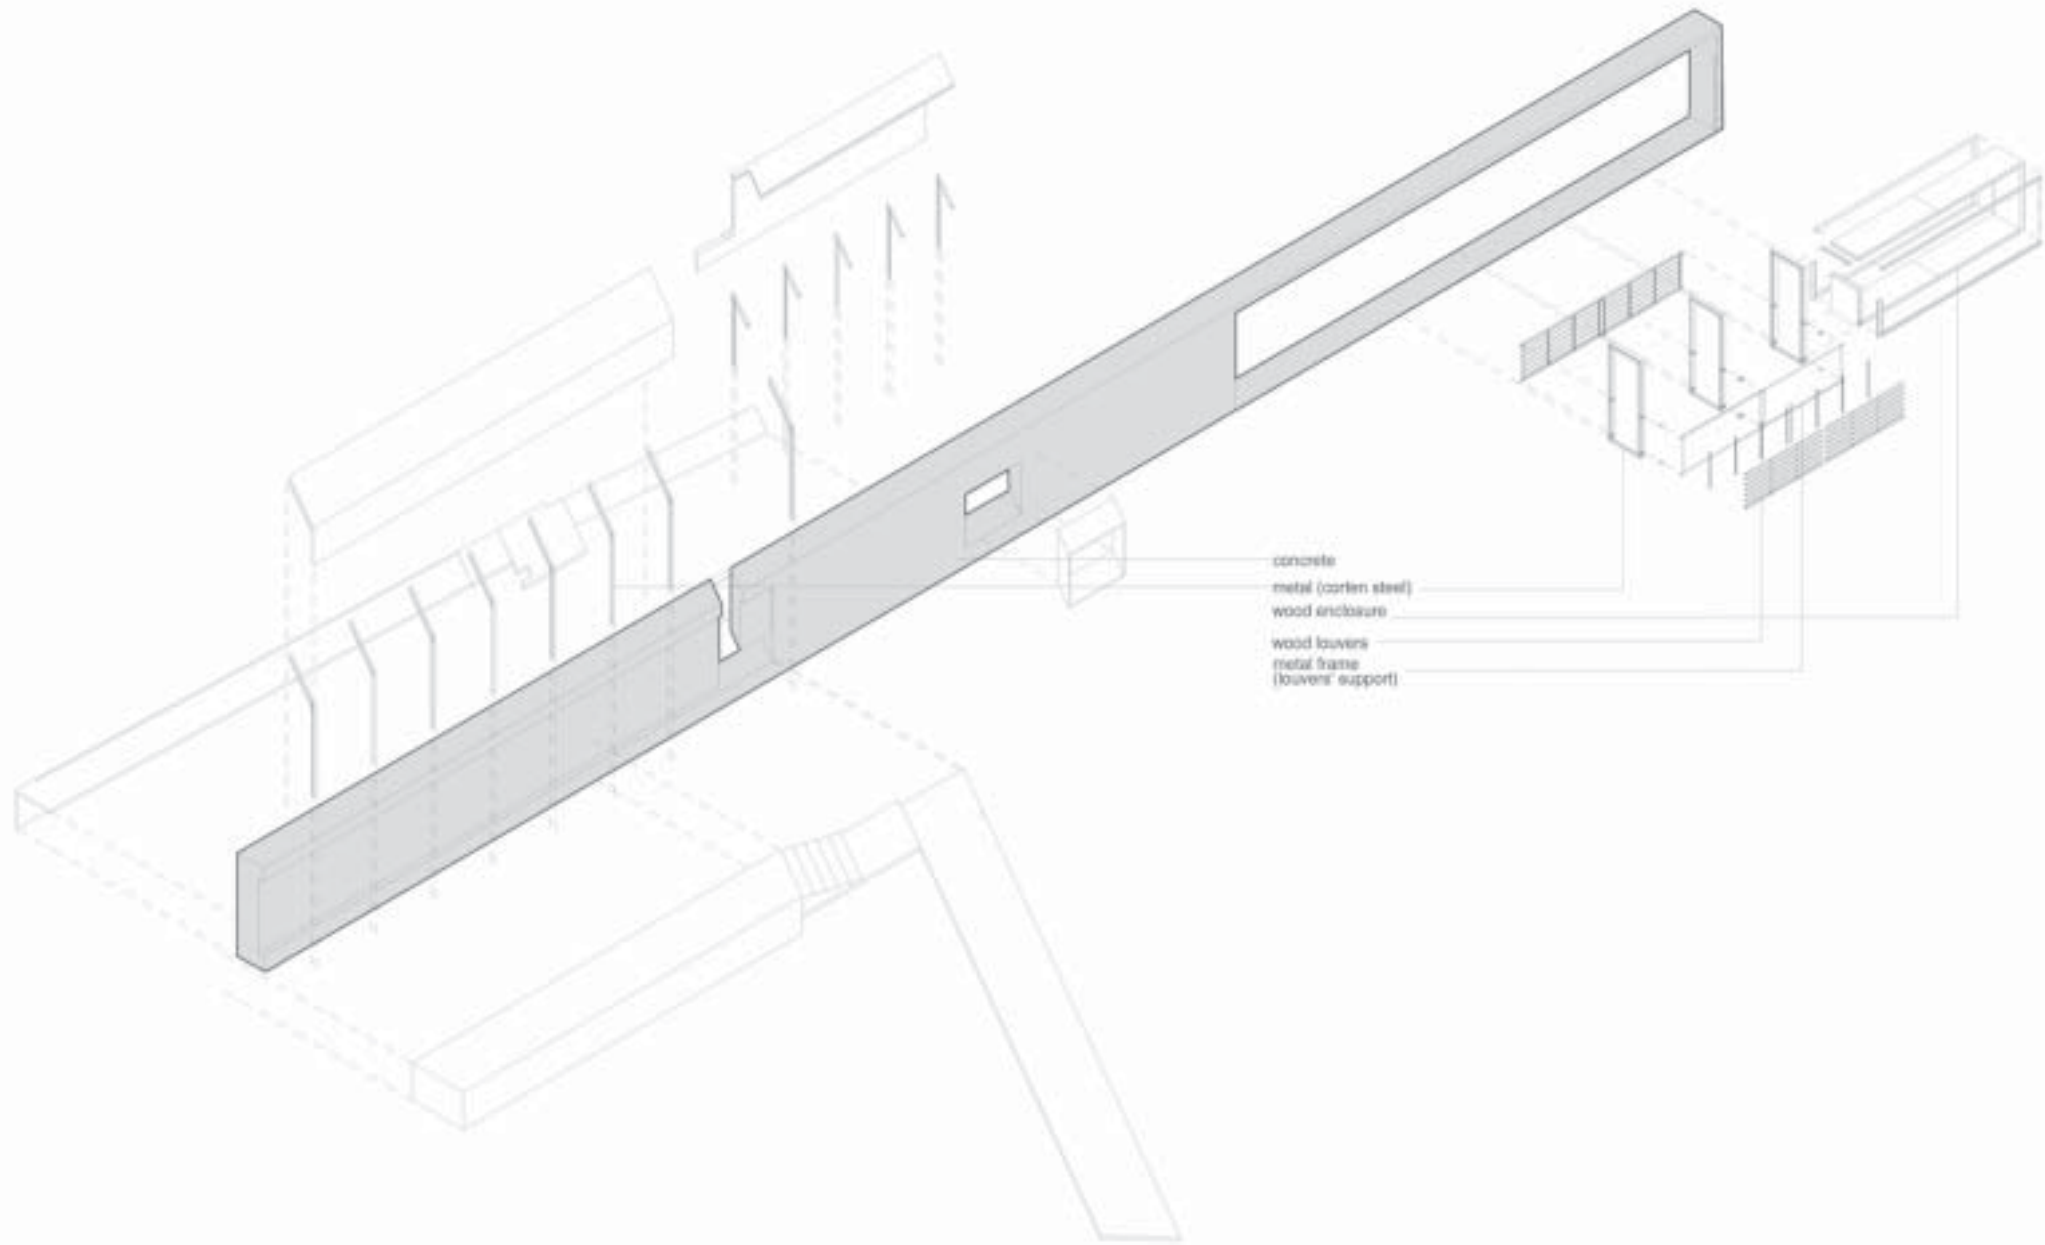 concrete
metal (corten steel)
wood enclosure
wood louvers
metal frame
(louvers' support)